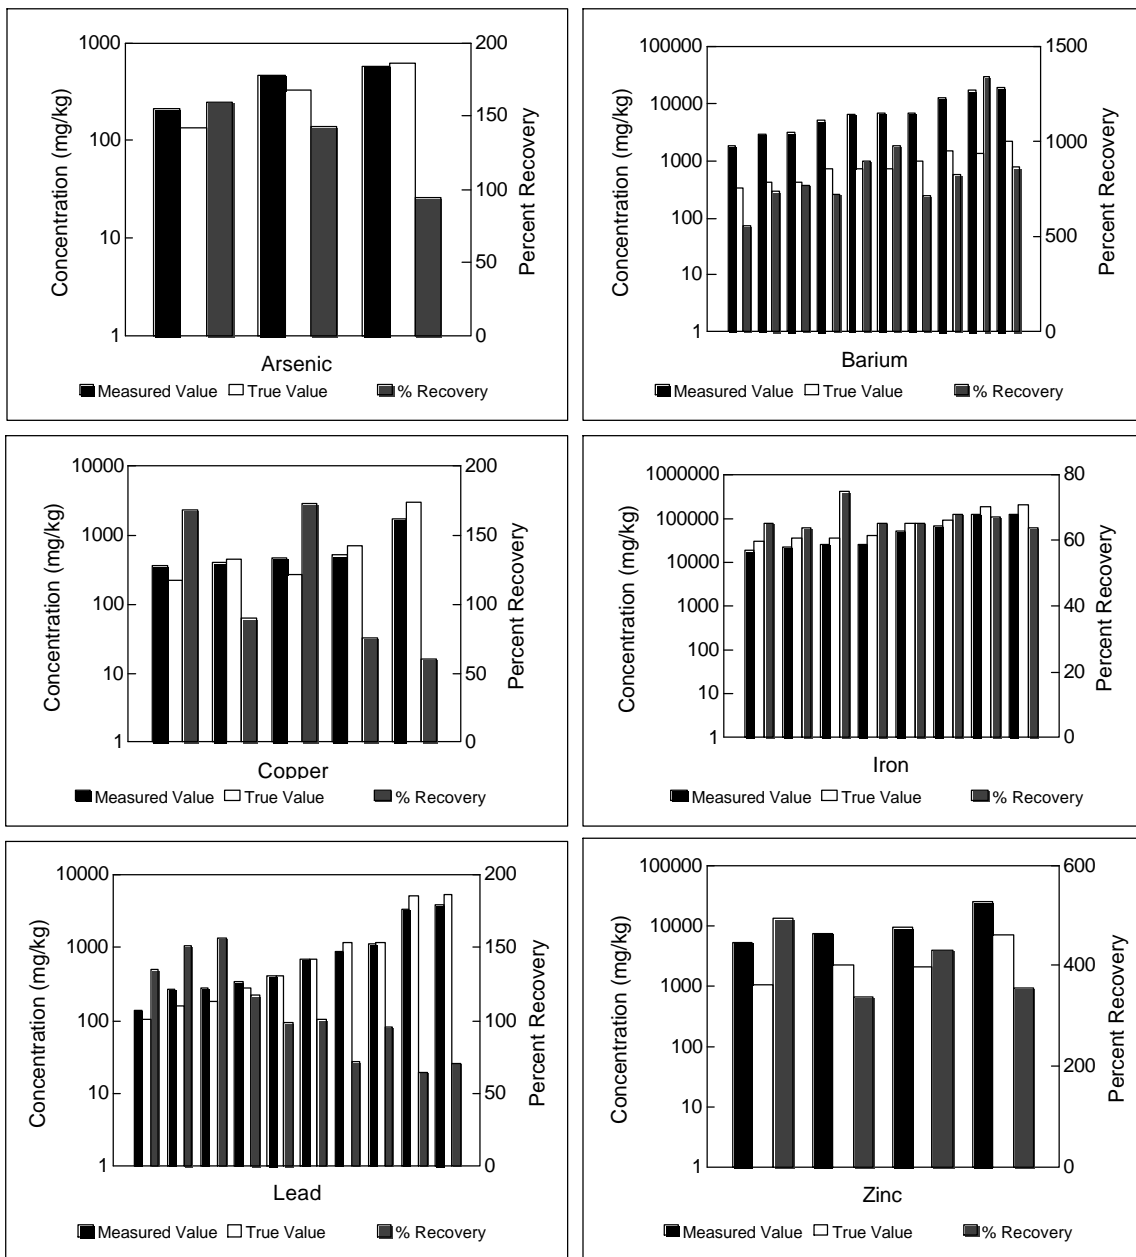 1000
100
10
1
200
150
100
50
0
Concentration (mg/kg)
Percent Recovery
Arsenic
Measured Value True Value % Recovery
100000
10000
1000
100
10
1
1500
1000
500
0
Concentration (mg/kg)
Percent Recovery
Barium
Measured Value True Value % Recovery
10000
1000
100
10
1
200
150
100
50
0
Concentration (mg/kg)
Percent Recovery
Copper
Measured Value True Value % Recovery
1000000
100000
10000
1000
100
10
1
80
60
40
20
0
Concentration (mg/kg)
Percent Recovery
Iron
Measured Value True Value % Recovery
10000
1000
100
10
1
200
150
100
50
0
Concentration (mg/kg)
Percent Recovery
Lead
Measured Value True Value % Recovery
100000
10000
1000
100
10
1
600
400
200
0
Concentration (mg/kg)
Percent Recovery
Zinc
Measured Value True Value % Recovery